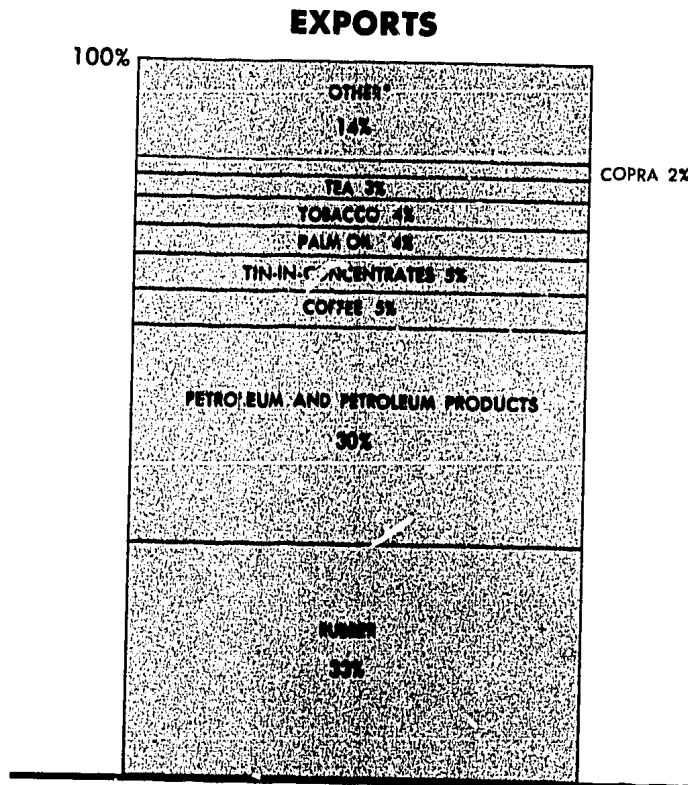 EXPORTS
100%
OTHER*
14%
COPRA 2%
TEA 3%
TOBACCO 4%
PALM OIL 4%
TIN-IN-CONCENTRATES 5%
COFFEE 5%
PETROLEUM AND PETROLEUM PRODUCTS
30%
RUBBER
33%